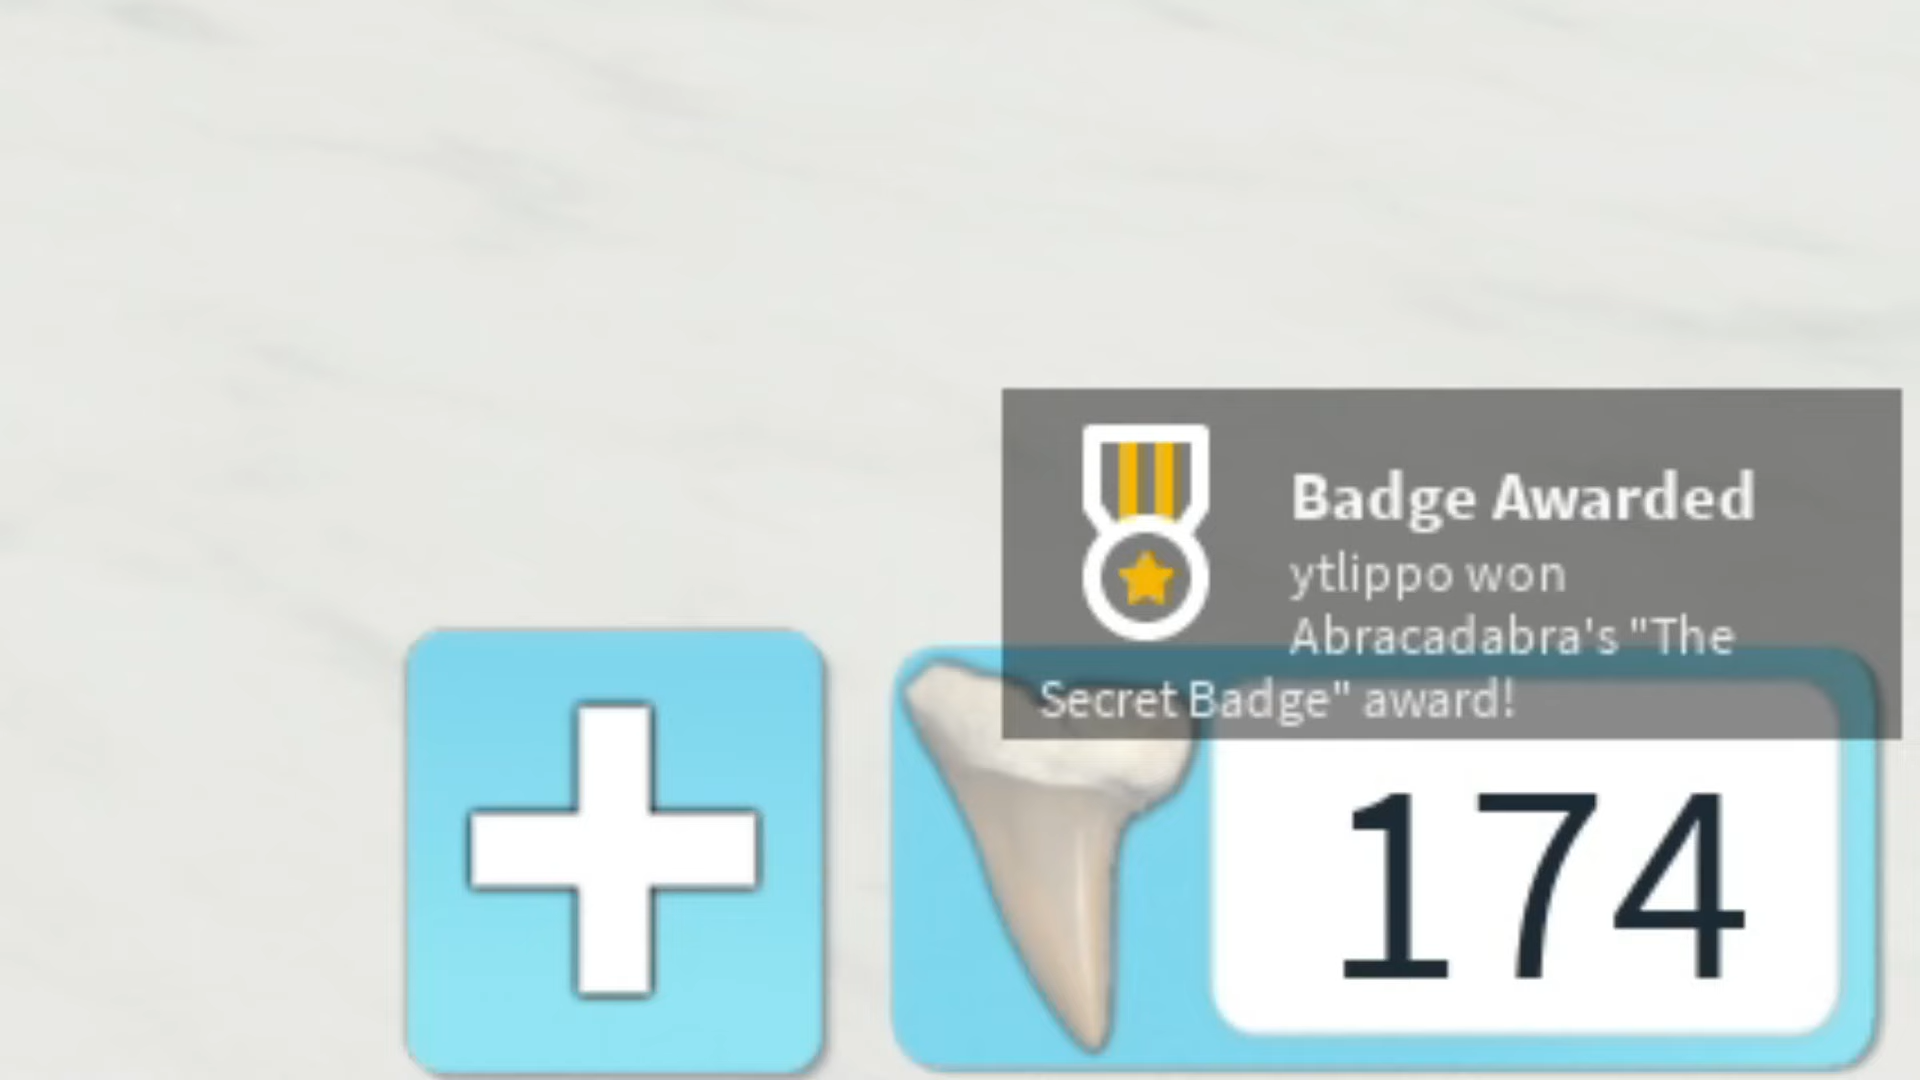 Badge Awarded
ytlippo won
Abracadabra's "The
Secret Badge" award!
174